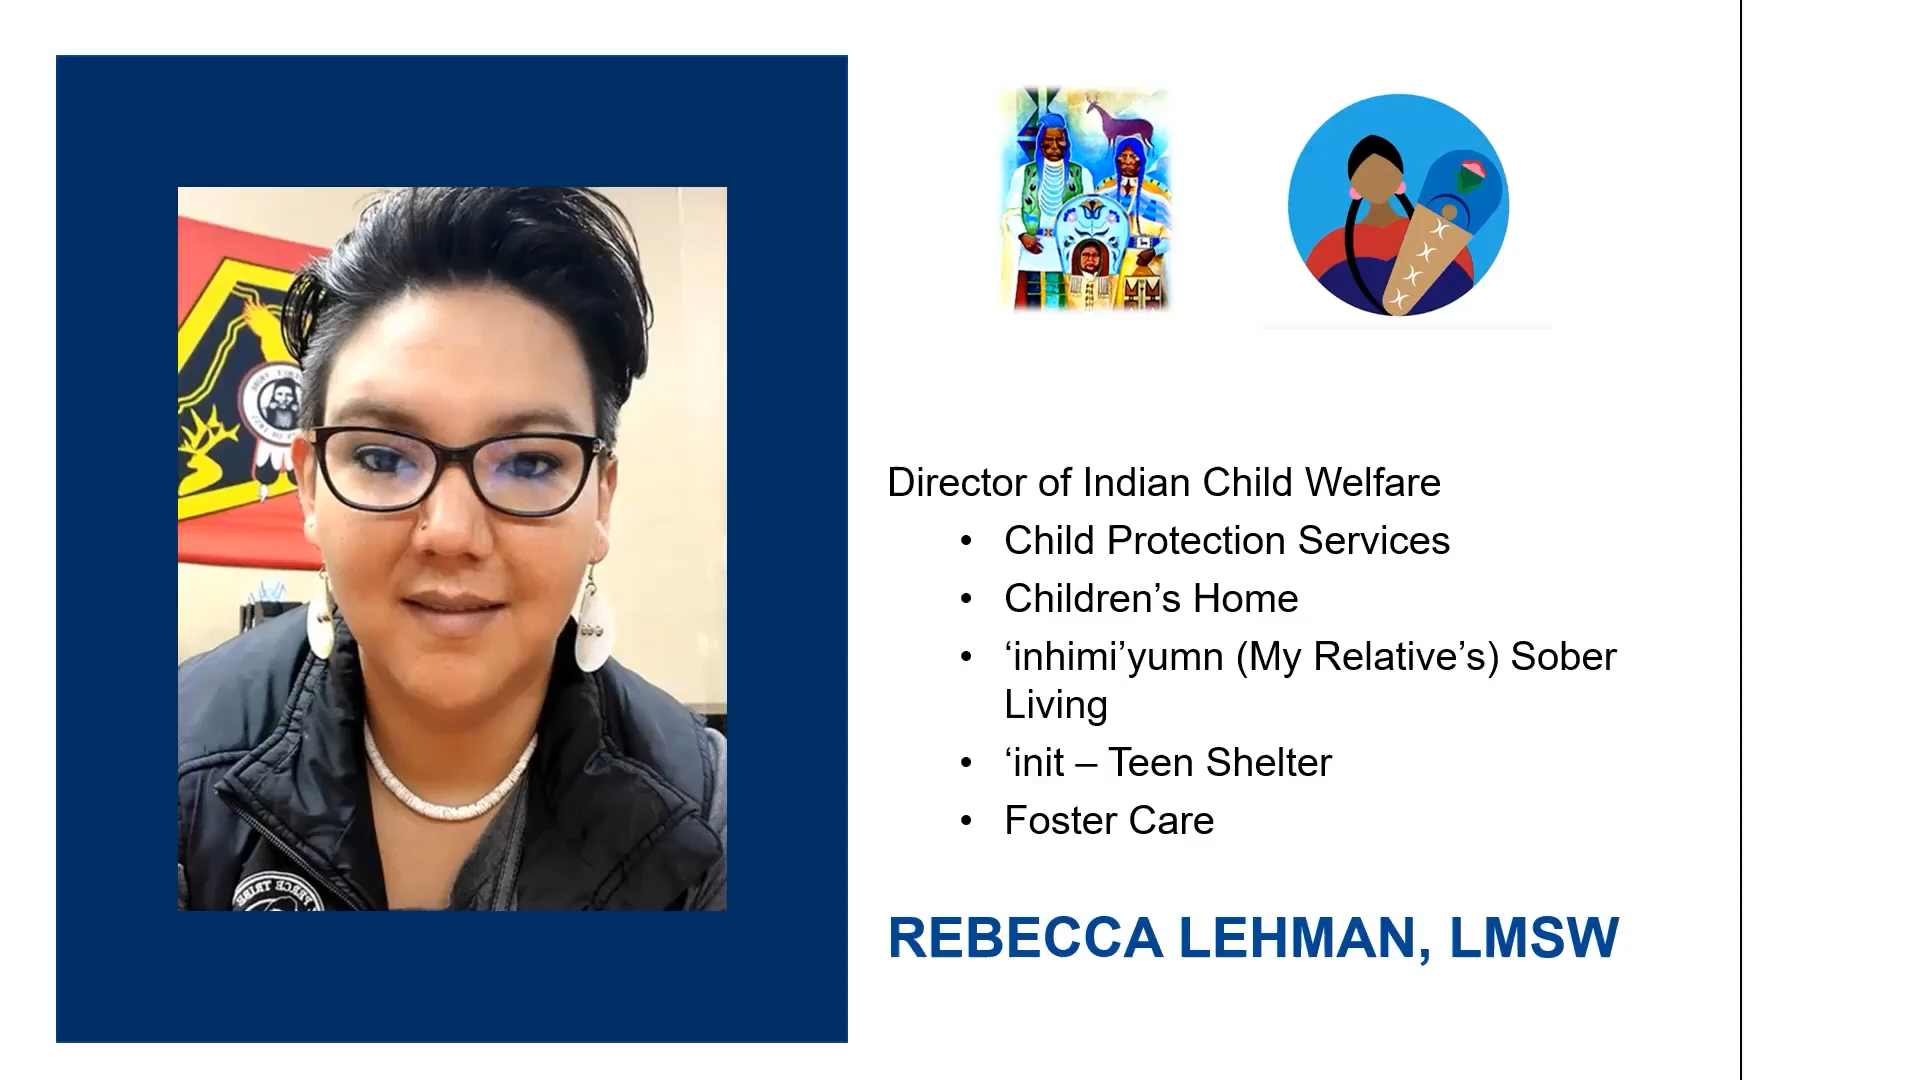 Director of Indian Child Welfare
• Child Protection Services
• Children’s Home
• ‘inhimi’yumn (My Relative’s) Sober
Living
• ‘init – Teen Shelter
• Foster Care
REBECCA LEHMAN, LMSW